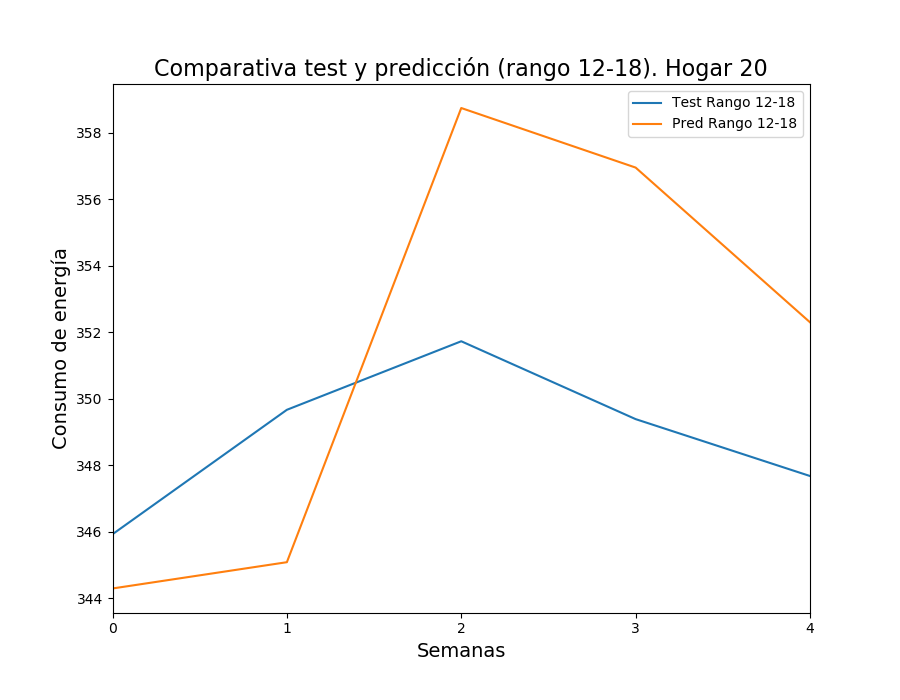 Comparativa test y predicción (rango 12-18). Hogar 20
Test Rango 12-18
Pred Rango 12-18
Consumo de energía
358
356
354
352
350
348
346
344
0 1 2 3 4
Semanas